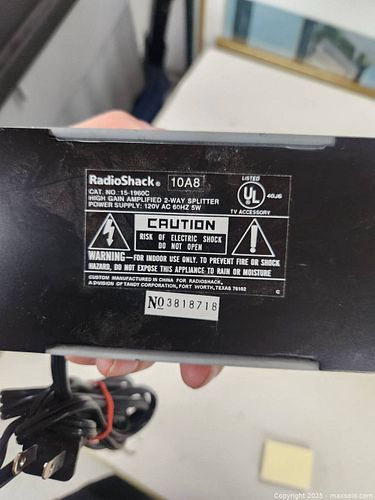 RadioShack® 10A8
CAT. NO.: 15-1960C
HIGH GAIN AMPLIFIED 2-WAY SPLITTER
POWER SUPPLY: 120V AC 60HZ 5W
LISTED
UL
TV ACCESSORY
CAUTION
RISK OF ELECTRIC SHOCK
DO NOT OPEN
WARNING—FOR INDOOR USE ONLY. TO PREVENT FIRE OR SHOCK
HAZARD, DO NOT EXPOSE THIS APPLIANCE TO RAIN OR MOISTURE
CUSTOM MANUFACTURED IN CHINA FOR RADIOSHACK,
A DIVISION OF TANDY CORPORATION, FORT WORTH, TEXAS 76102
C
No 3818718
Copyright 2025 - maxsold.com